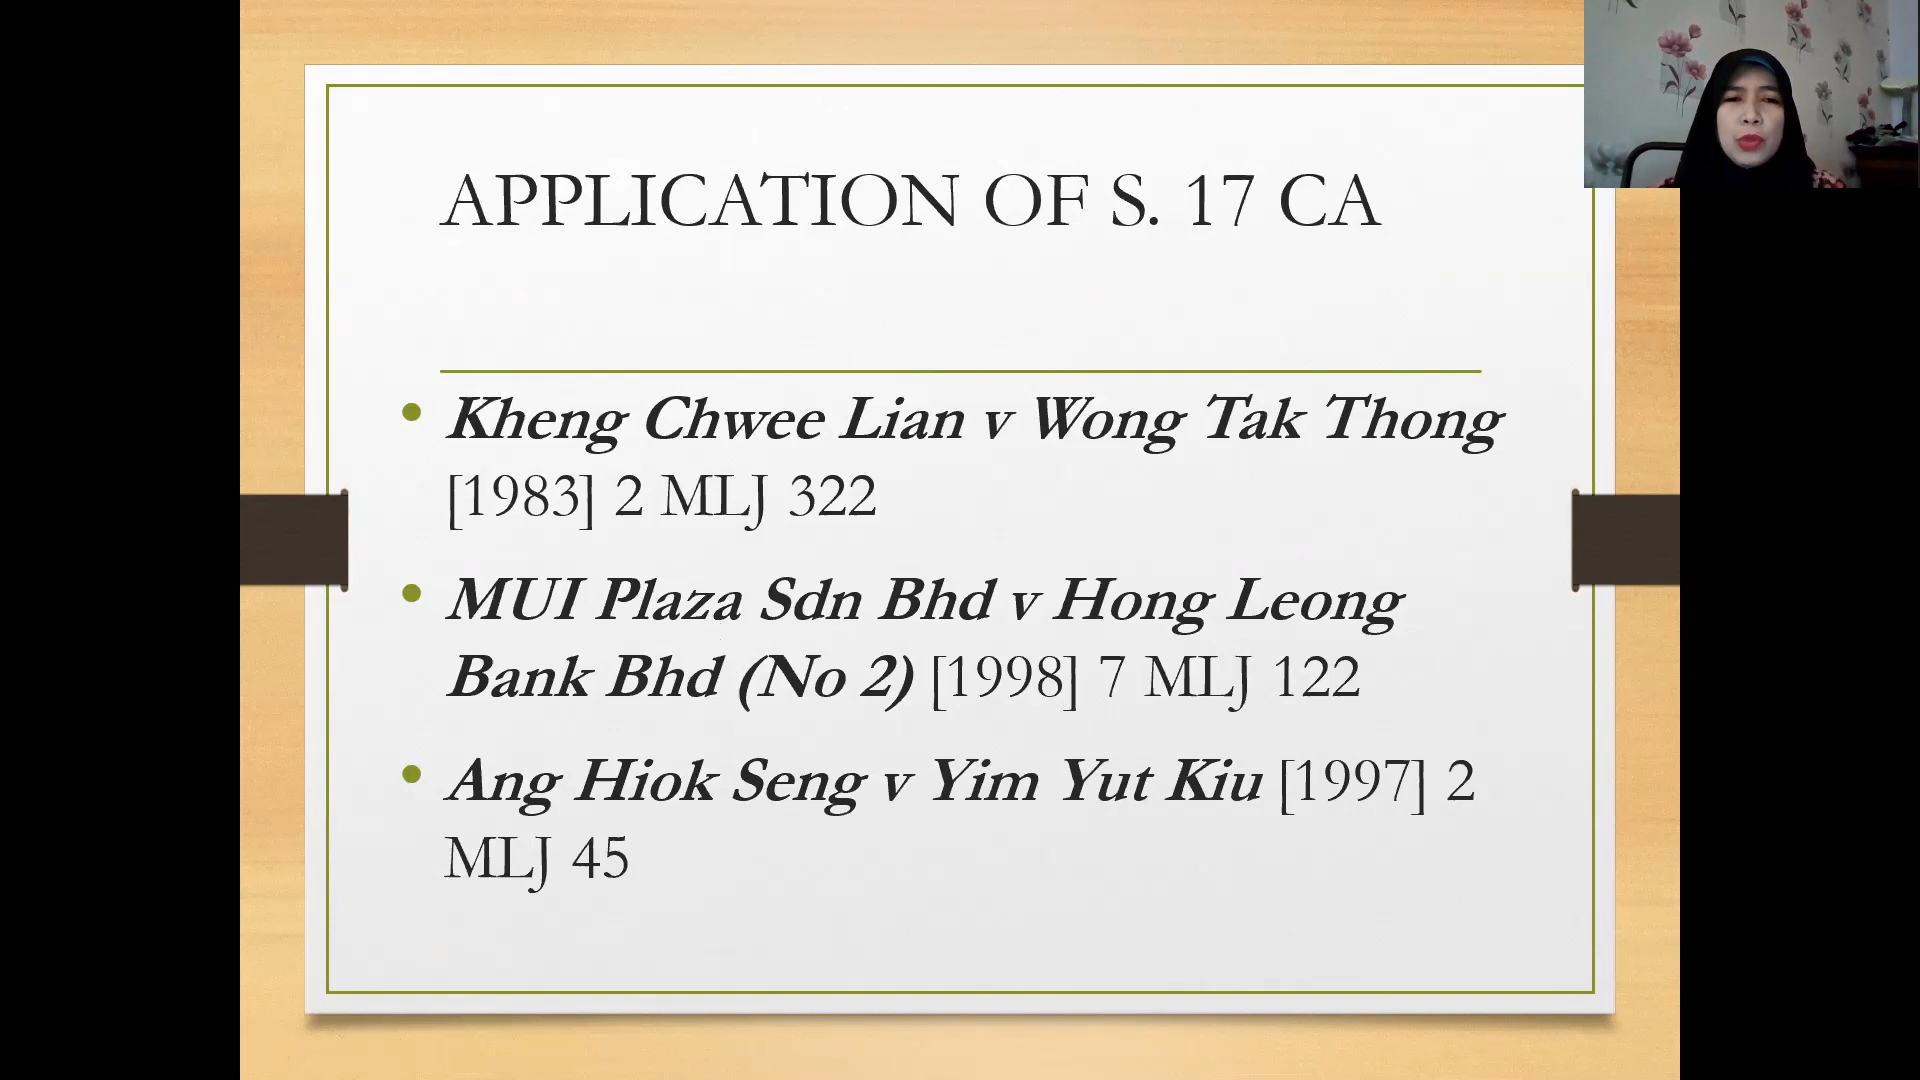 APPLICATION OF S. 17 CA
• Kheng Chwee Lian v Wong Tak Thong
[1983] 2 MLJ 322
• MUI Plaza Sdn Bhd v Hong Leong
Bank Bhd (No 2) [1998] 7 MLJ 122
• Ang Hiok Seng v Yim Yut Kiu [1997] 2
MLJ 45